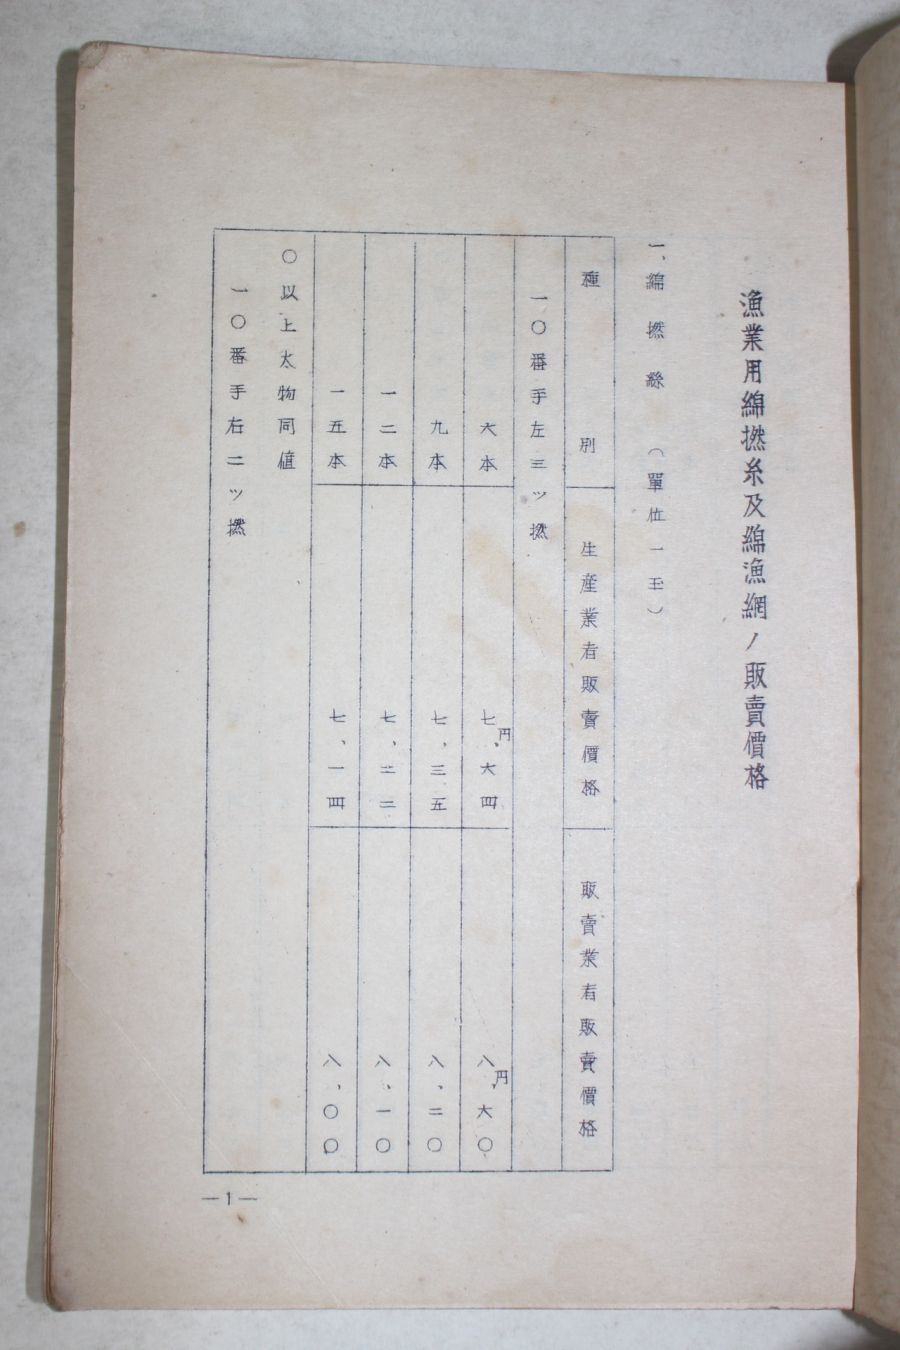 漁業用綿撚糸及綿漁網ノ販賣價格
一、綿撚絲（單位一玉）
種別 生産業者販賣價格 販賣業者販賣價格
一〇番手左三ッ撚
六本 七円、六四 八円、六〇
九本 七、三五 八、二〇
一二本 七、二二 八、一〇
一五本 七、一四 八、〇〇
〇以上太物同値
一〇番手右二ッ撚
—1—